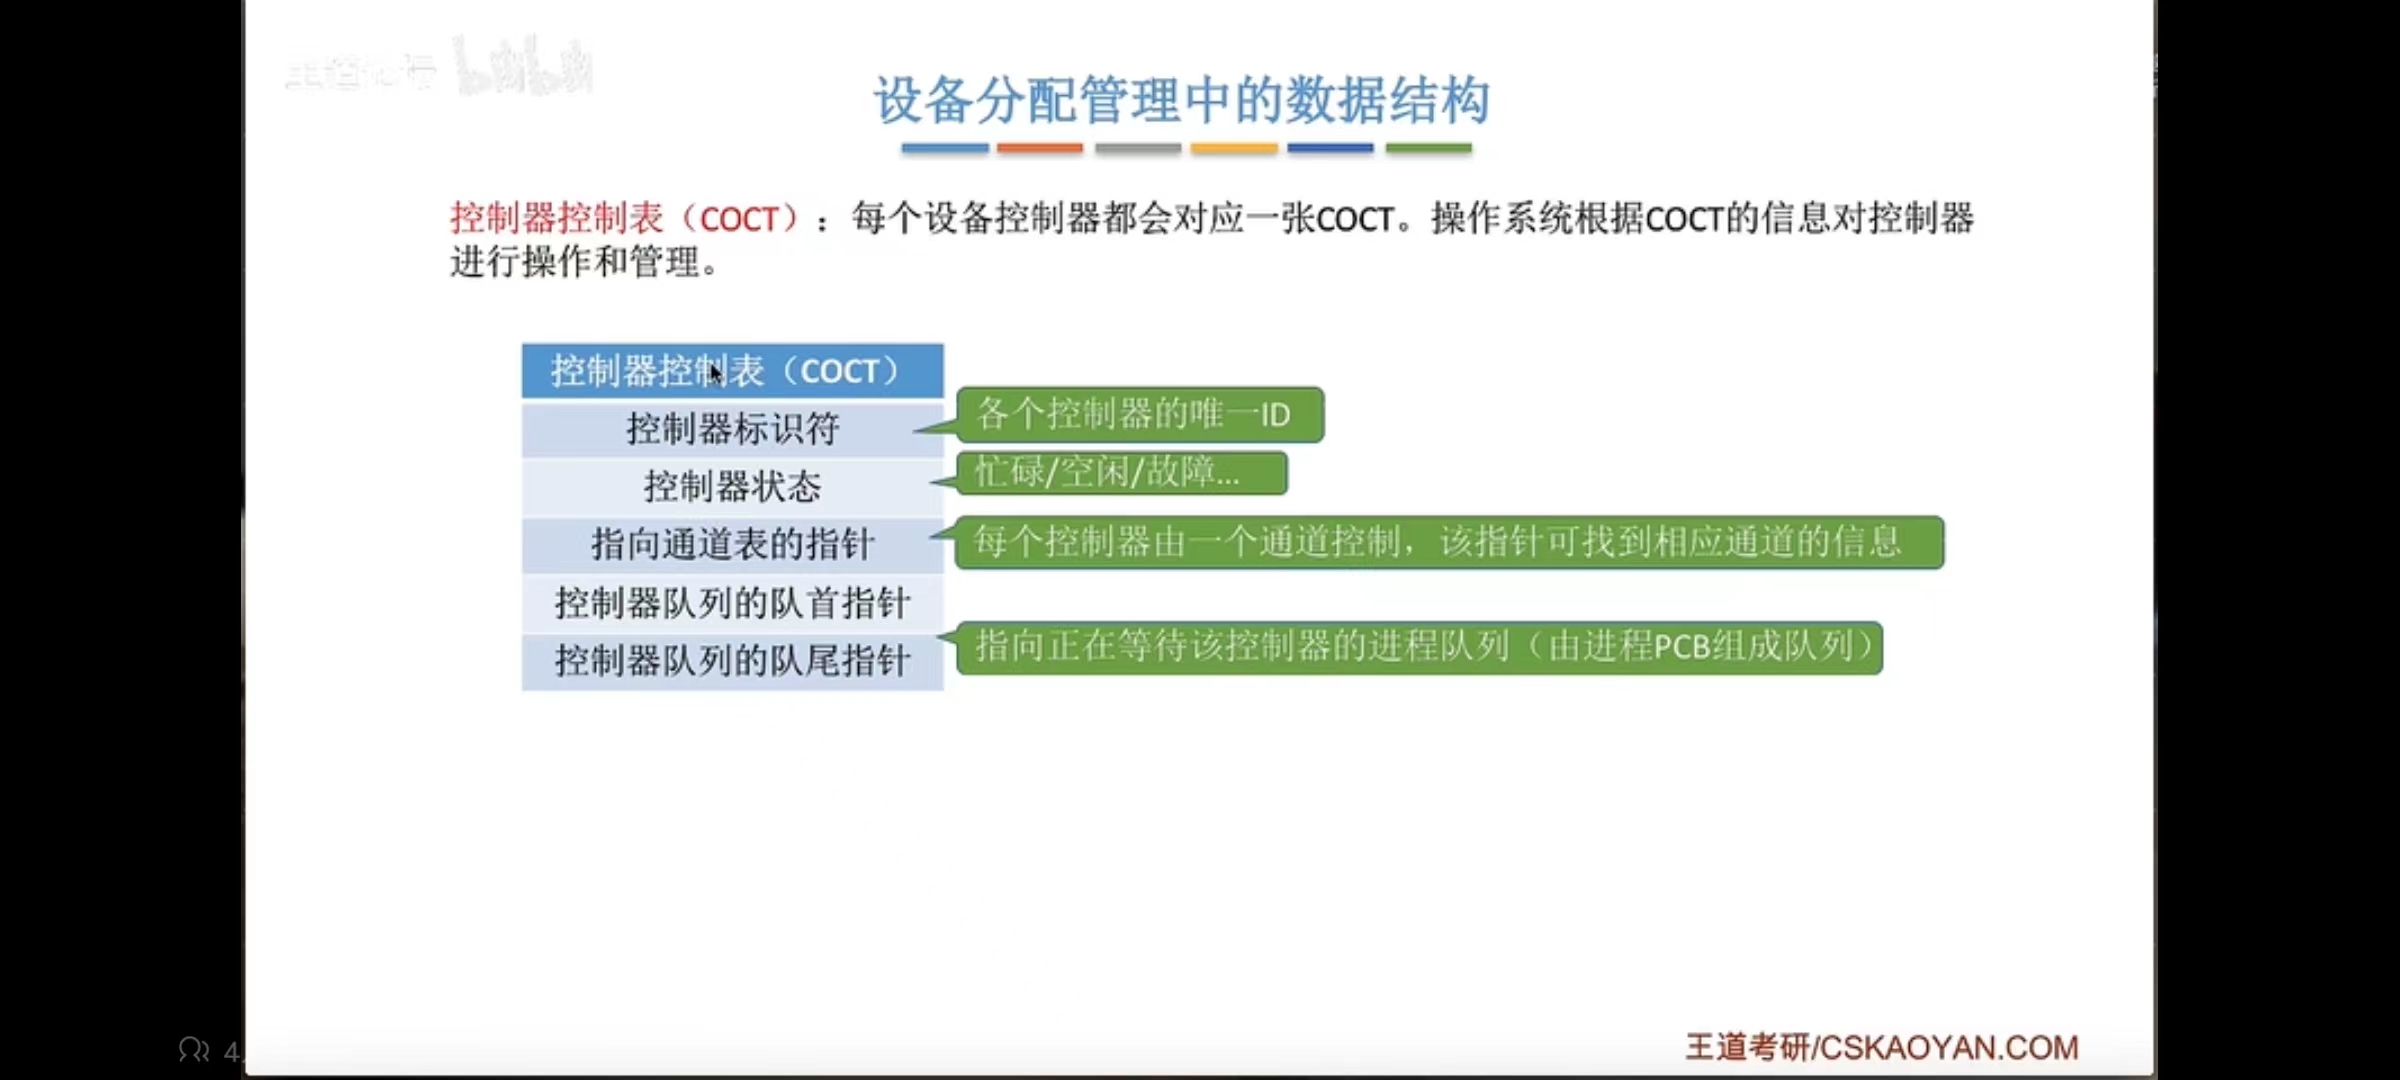 设备分配管理中的数据结构
控制器控制表（COCT）：每个设备控制器都会对应一张COCT。操作系统根据COCT的信息对控制器
进行操作和管理。
控制器控制表（COCT）
控制器标识符
各个控制器的唯一ID
控制器状态
忙碌/空闲/故障...
指向通道表的指针
每个控制器由一个通道控制，该指针可找到相应通道的信息
控制器队列的队首指针
控制器队列的队尾指针
指向正在等待该控制器的进程队列（由进程PCB组成队列）
王道考研/CSKAOYAN.COM